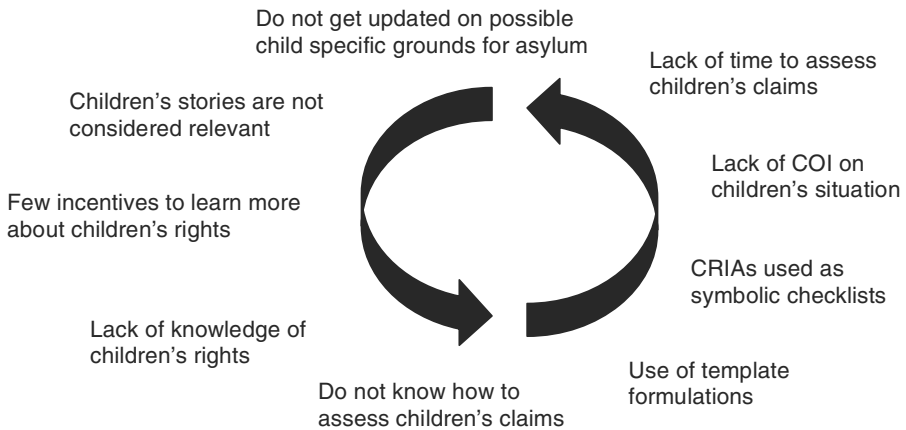 Do not get updated on possible
child specific grounds for asylum
Lack of time to assess
children’s claims
Children’s stories are not
considered relevant
Lack of COI on
children’s situation
Few incentives to learn more
about children’s rights
CRIAs used as
symbolic checklists
Lack of knowledge of
children’s rights
Use of template
formulations
Do not know how to
assess children’s claims